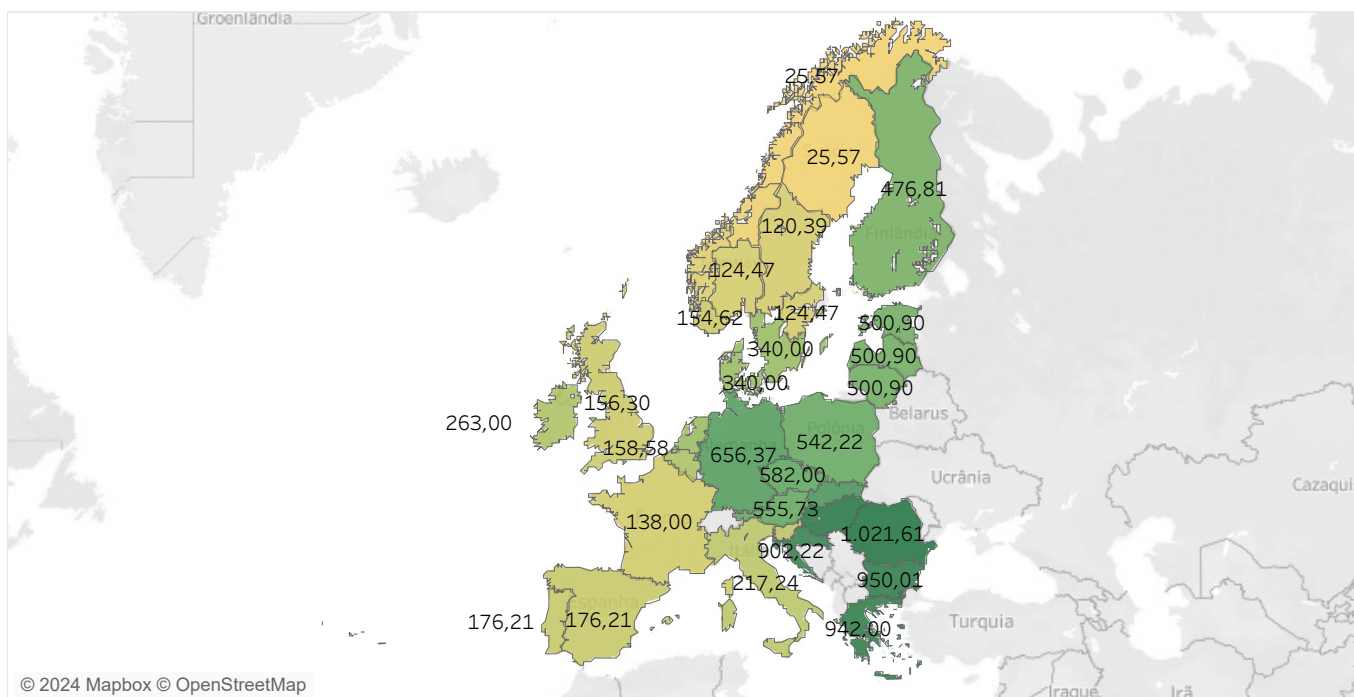 Groenlândia
25,57
25,57
476,81
Finlândia
120,39
124,47
154,62
124,47
500,90
340,00
500,90
340,00
500,90
Belarus
156,30
263,00
158,58
656,37
Polônia
542,22
582,00
Ucrânia
Cazaqui
138,00
555,73
1.021,61
902,22
217,24
950,01
Espanha
176,21
176,21
942,00
Turquia
Iraque
Irã
© 2024 Mapbox © OpenStreetMap